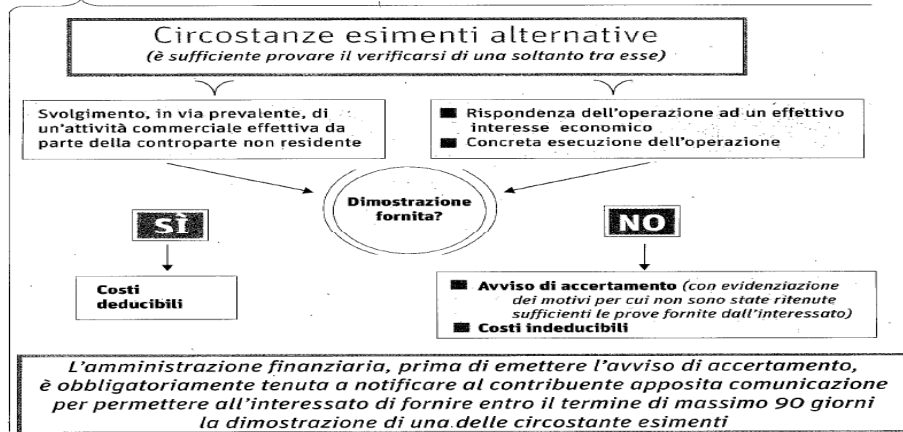 Circostanze esimenti alternative
(è sufficiente provare il verificarsi di una soltanto tra esse)
Svolgimento, in via prevalente, di
un'attività commerciale effettiva da
parte della controparte non residente
■ Rispondenza dell'operazione ad un effettivo
interesse economico
■ Concreta esecuzione dell'operazione
Dimostrazione
fornita?
SÌ
NO
Costi
deducibili
■ Avviso di accertamento (con evidenziazione
dei motivi per cui non sono state ritenute
sufficienti le prove fornite dall'interessato)
■ Costi indeducibili
L'amministrazione finanziaria, prima di emettere l'avviso di accertamento,
è obbligatoriamente tenuta a notificare al contribuente apposita comunicazione
per permettere all'interessato di fornire entro il termine di massimo 90 giorni
la dimostrazione di una delle circostante esimenti